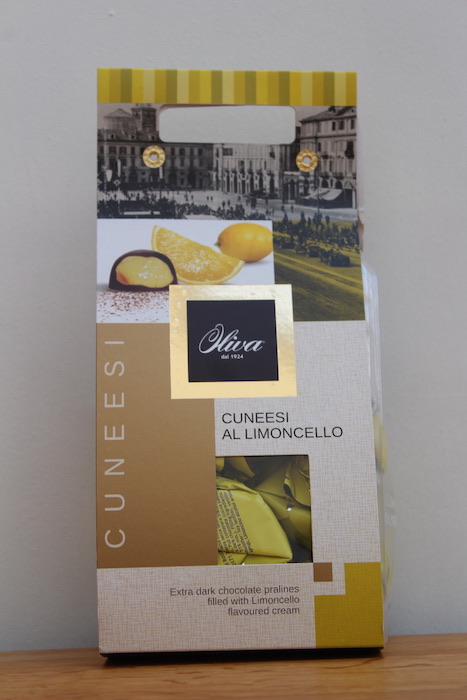 Oliva
dal 1924
CUNEESI
CUNEESI
AL LIMONCELLO
Extra dark chocolate pralines
filled with Limoncello
flavoured cream